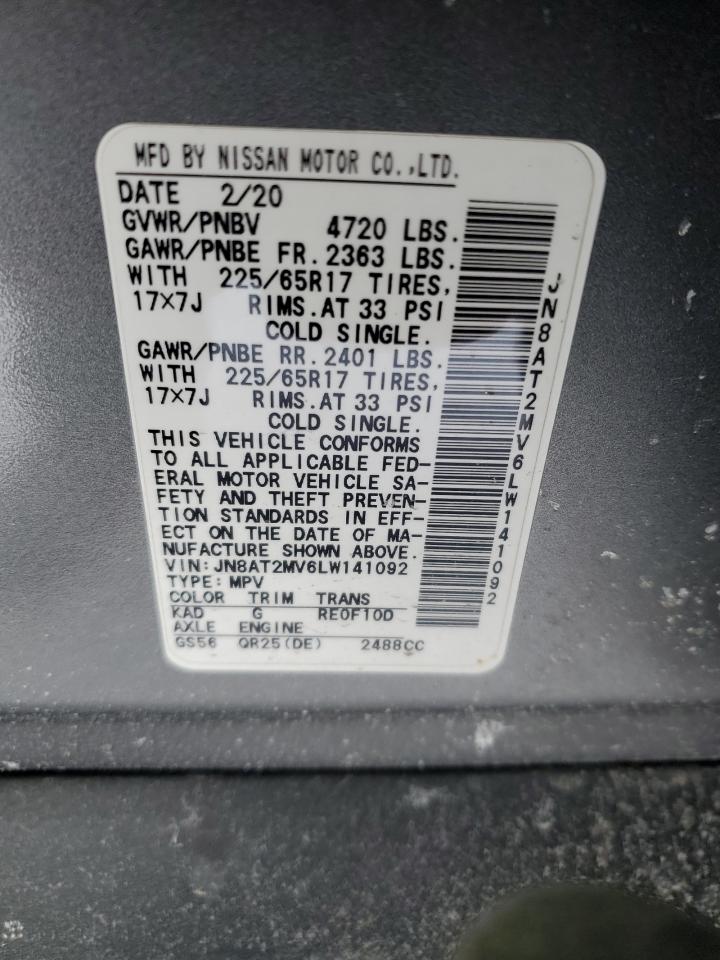 MFD BY NISSAN MOTOR CO.,LTD.
DATE 2/20
GVWR/PNBV 4720 LBS.
GAWR/PNBE FR. 2363 LBS.
WITH 225/65R17 TIRES,
17×7J RIMS.AT 33 PSI
COLD SINGLE.
GAWR/PNBE RR. 2401 LBS.
WITH 225/65R17 TIRES,
17×7J RIMS.AT 33 PSI
COLD SINGLE.
THIS VEHICLE CONFORMS
TO ALL APPLICABLE FED-
ERAL MOTOR VEHICLE SA-
FETY AND THEFT PREVEN-
TION STANDARDS IN EFF-
ECT ON THE DATE OF MA-
NUFACTURE SHOWN ABOVE.
VIN:JN8AT2MV6LW141092
TYPE:MPV
COLOR TRIM TRANS
KAD G RE0F10D
AXLE ENGINE
GS56 QR25(DE) 2488CC
JN8AT2MV6LW141092